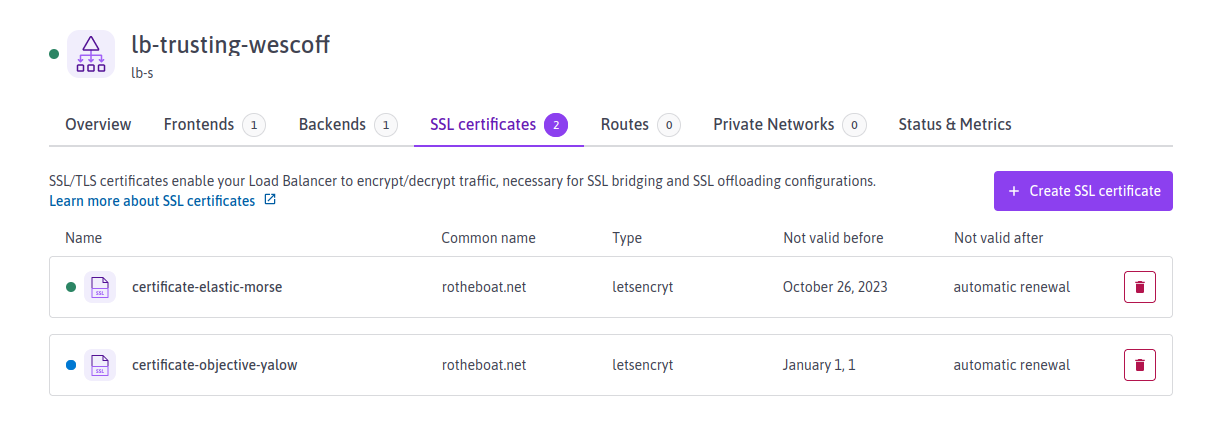 lb-trusting-wescoff
lb-s
Overview Frontends 1 Backends 1 SSL certificates 2 Routes 0 Private Networks 0 Status & Metrics
SSL/TLS certificates enable your Load Balancer to encrypt/decrypt traffic, necessary for SSL bridging and SSL offloading configurations.
Learn more about SSL certificates
+ Create SSL certificate
Name Common name Type Not valid before Not valid after
SSL certificate-elastic-morse rotheboat.net letsencryt October 26, 2023 automatic renewal
SSL certificate-objective-yalow rotheboat.net letsencryt January 1, 1 automatic renewal